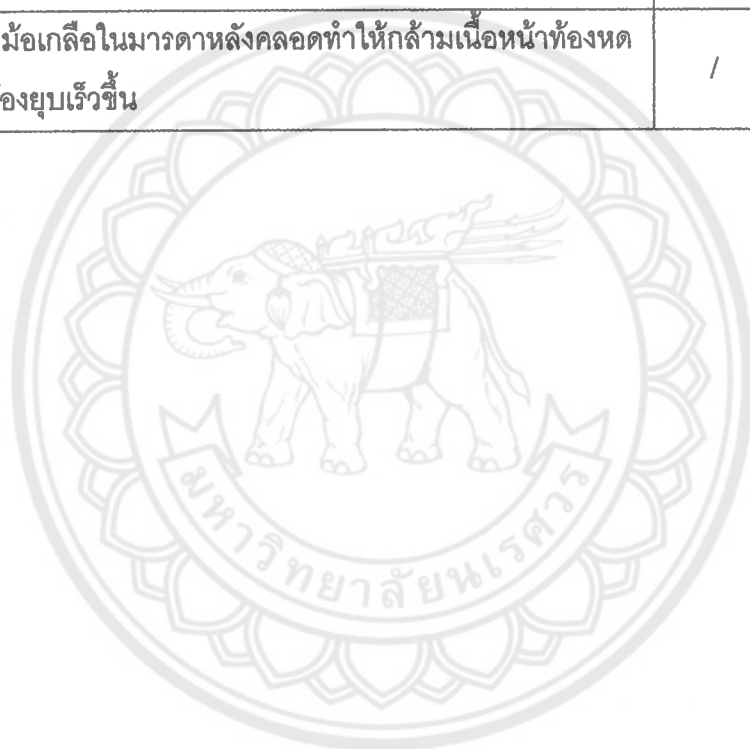 ม้อเกลือในมารดาหลังคลอดทำให้กล้ามเนื้อหน้าท้องหด
องยุบเร็วขึ้น
/
มหาวิทยาลัยนเรศวร